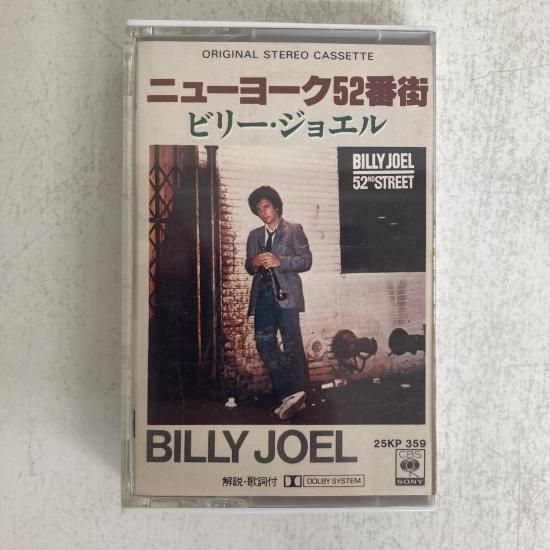 ORIGINAL STEREO CASSETTE
ニューヨーク52番街
ビリー・ジョエル
BILLY JOEL
52ND STREET
BILLY JOEL
25KP 359
CBS
SONY
解説・歌詞付 DOLBY SYSTEM